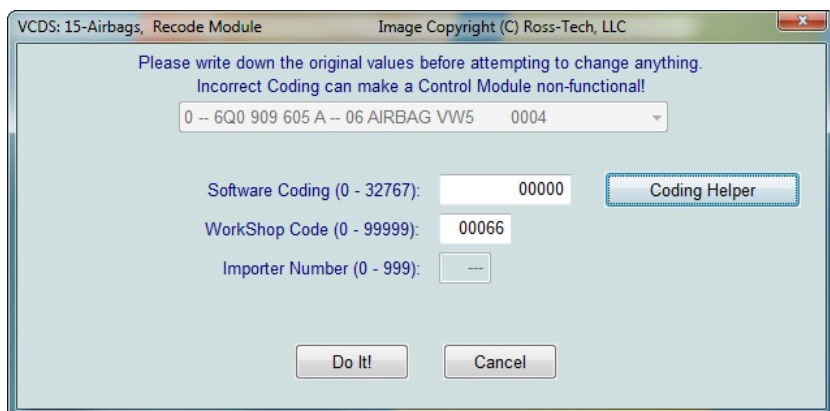 VCDS: 15-Airbags, Recode Module Image Copyright (C) Ross-Tech, LLC
Please write down the original values before attempting to change anything.
Incorrect Coding can make a Control Module non-functional!
0 -- 6Q0 909 605 A -- 06 AIRBAG VW5 0004
Software Coding (0 - 32767): 00000 Coding Helper
WorkShop Code (0 - 99999): 00066
Importer Number (0 - 999): ---
Do It! Cancel